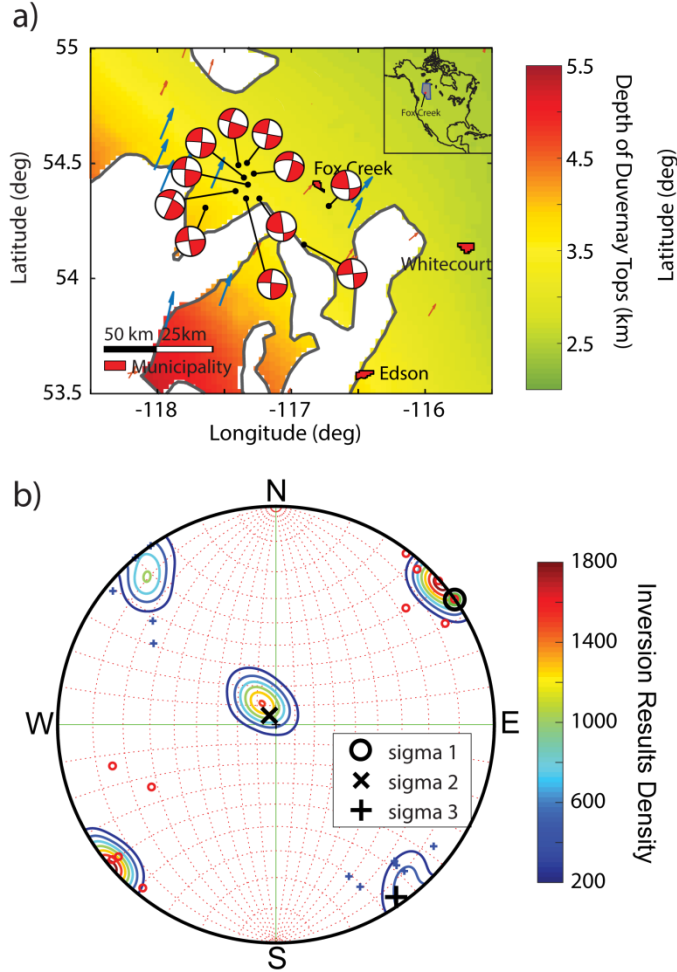 a)
55
54.5
54
53.5
Latitude (deg)
-118
-117
-116
Longitude (deg)
Fox Creek
Whitecourt
Edson
50 km 25km
Municipality
Fox Creek
5.5
4.5
3.5
2.5
Depth of Duvernay Tops (km)
Latitude (deg)
b)
N
W
E
S
sigma 1
sigma 2
sigma 3
1800
1400
1000
600
200
Inversion Results Density